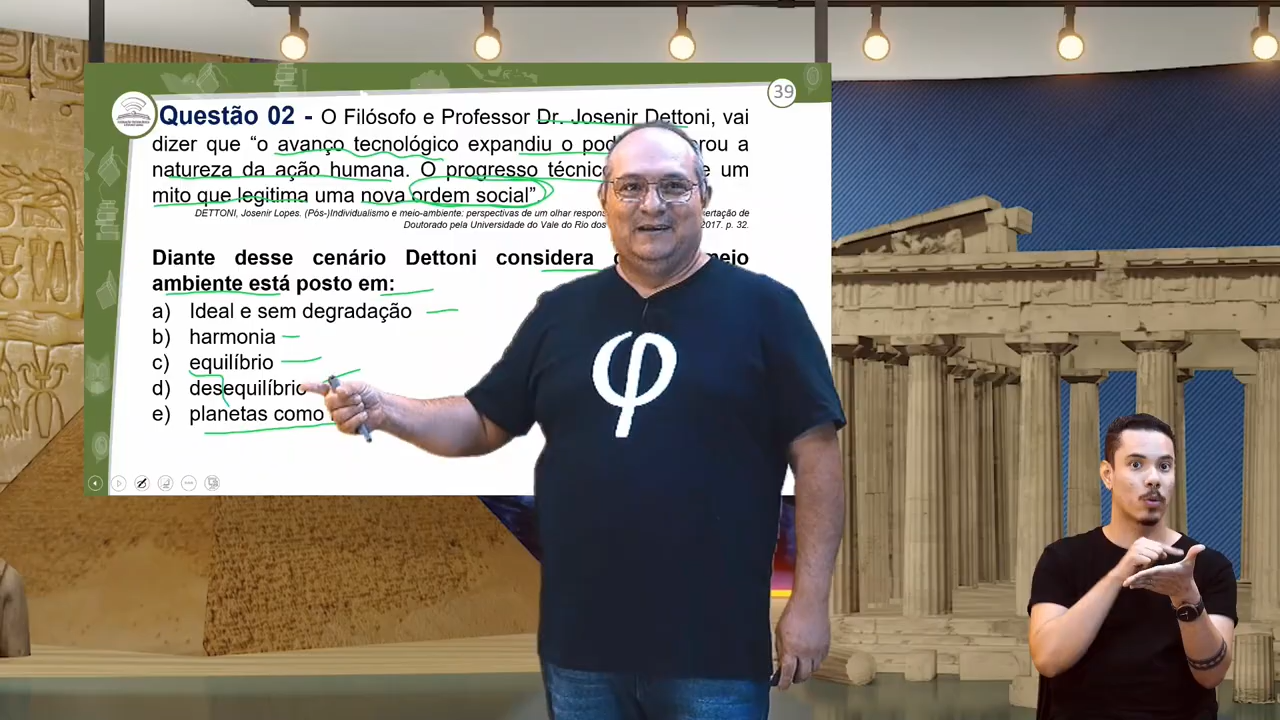 39
Questão 02 - O Filósofo e Professor Dr. Josenir Dettoni, vai
dizer que “o avanço tecnológico expandiu o
natureza da ação humana. O progresso técnico um
mito que legitima uma nova ordem social”
DETTONI, Josenir Lopes. (Pós-)Individualismo e meio-ambiente: perspectivas de um olhar de
Doutorado pela Universidade do Vale do Rio dos 2017. p. 32.
Diante desse cenário Dettoni considera
ambiente está posto em:
a) Ideal e sem degradação
b) harmonia
c) equilíbrio
d) desequilíbrio
e) planetas como
φ